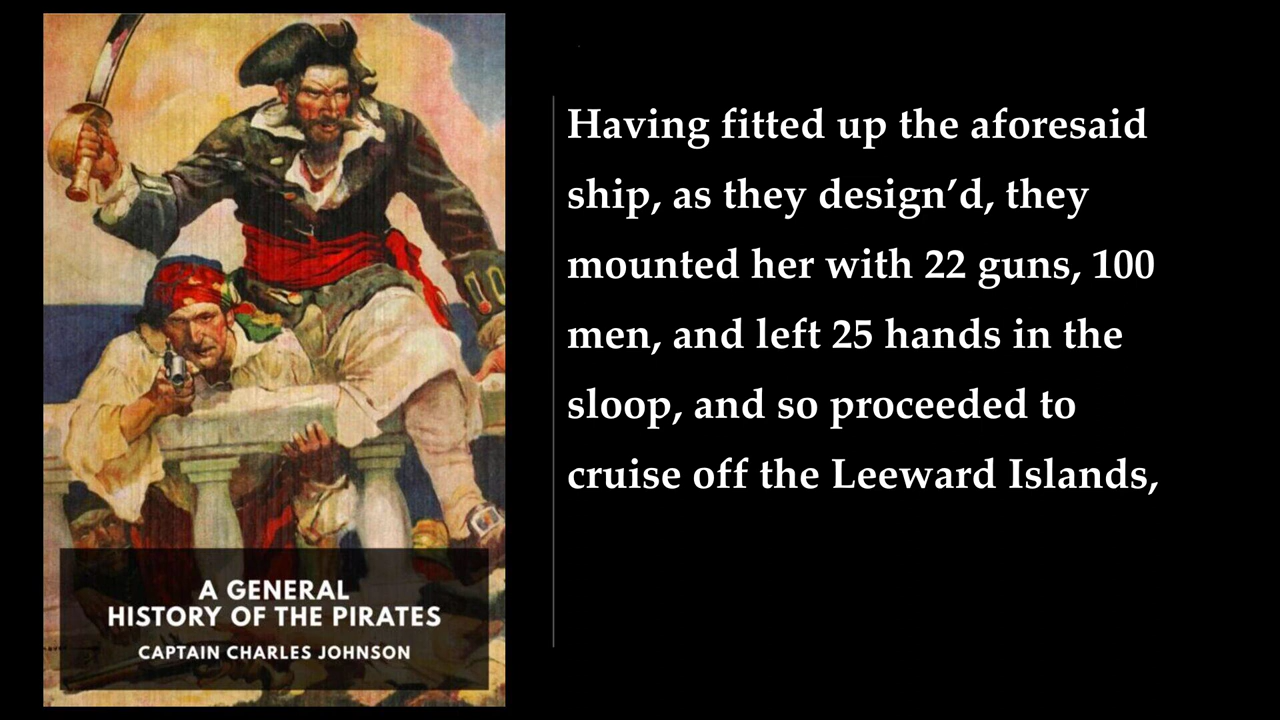 Having fitted up the aforesaid
ship, as they design’d, they
mounted her with 22 guns, 100
men, and left 25 hands in the
sloop, and so proceeded to
cruise off the Leeward Islands,
A GENERAL
HISTORY OF THE PIRATES
CAPTAIN CHARLES JOHNSON